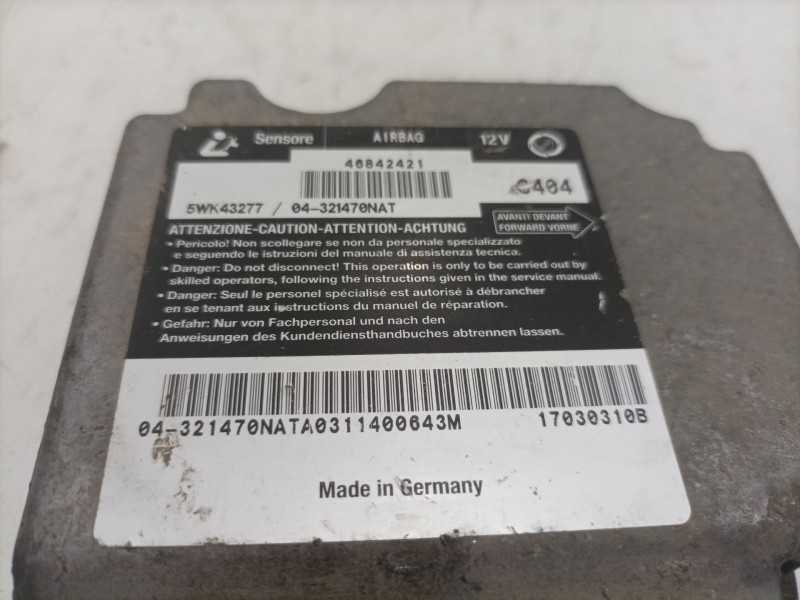 Sensore AIRBAG 12V
46842421
C404
5WK43277 / 04-321470NAT
AVANTI DEVANT
FORWARD VORNE
ATTENZIONE-CAUTION-ATTENTION-ACHTUNG
• Pericolo! Non scollegare se non da personale specializzato
e seguendo le istruzioni del manuale di assistenza tecnica.
• Danger: Do not disconnect! This operation is only to be carried out by
skilled operators, following the instructions given in the service manual.
• Danger: Seul le personel spécialisé est autorisé à débrancher
en se tenant aux instructions du manuel de réparation.
• Gefahr: Nur von Fachpersonal und nach den
Anweisungen des Kundendiensthandbuches abtrennen lassen.
04-321470NATA0311400643M 17030310B
Made in Germany